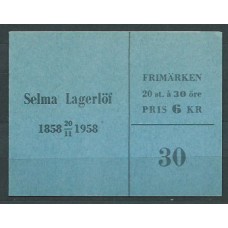 Selma Lagerlöf
1858 20/11 1958
FRIMÄRKEN
20 st. à 30 öre
PRIS 6 KR
30